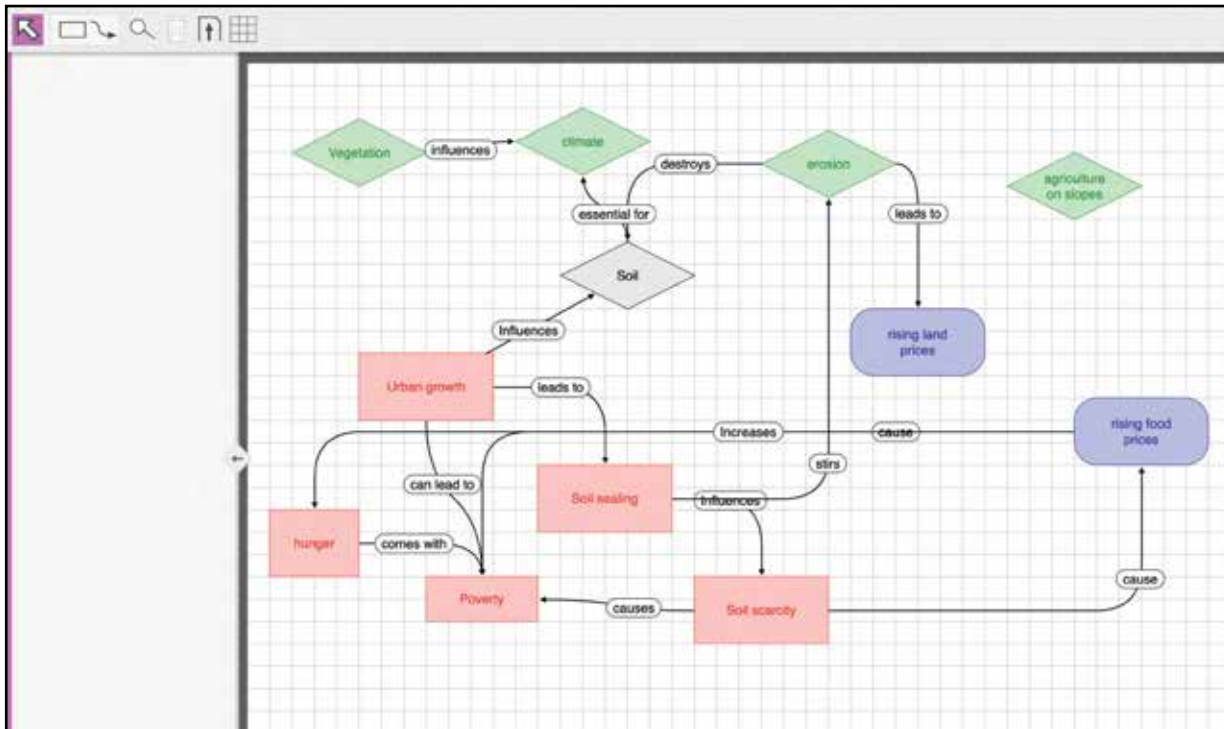 Vegetation
influences
climate
destroys
erosion
agriculture
on slopes
essential for
leads to
Soil
Influences
rising land
prices
Urban growth
leads to
Increases
cause
rising food
prices
stirs
can lead to
Soil sealing
Influences
hunger
comes with
Poverty
causes
Soil scarcity
cause